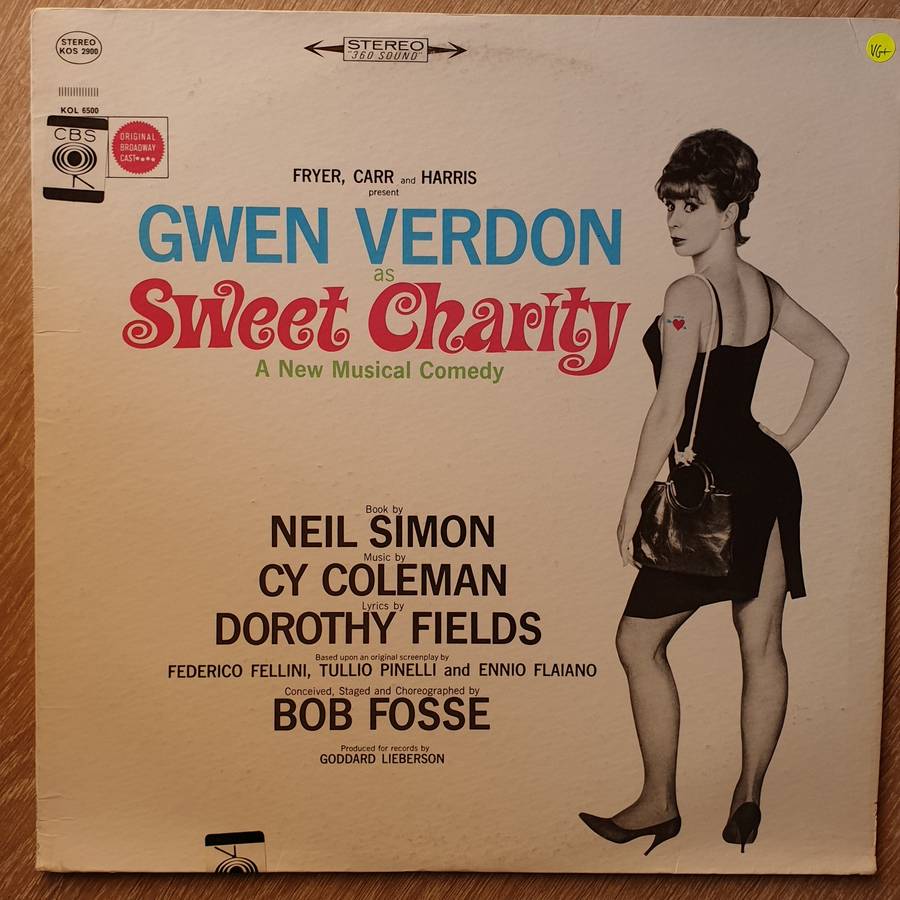 STEREO
KOS 2900
STEREO
"360 SOUND"
VG+
KOL 6500
CBS
ORIGINAL
BROADWAY
CAST****
FRYER, CARR and HARRIS
present
GWEN VERDON
as
Sweet Charity
A New Musical Comedy
Book by
NEIL SIMON
Music by
CY COLEMAN
Lyrics by
DOROTHY FIELDS
Based upon an original screenplay by
FEDERICO FELLINI, TULLIO PINELLI and ENNIO FLAIANO
Conceived, Staged and Choreographed by
BOB FOSSE
Produced for records by
GODDARD LIEBERSON